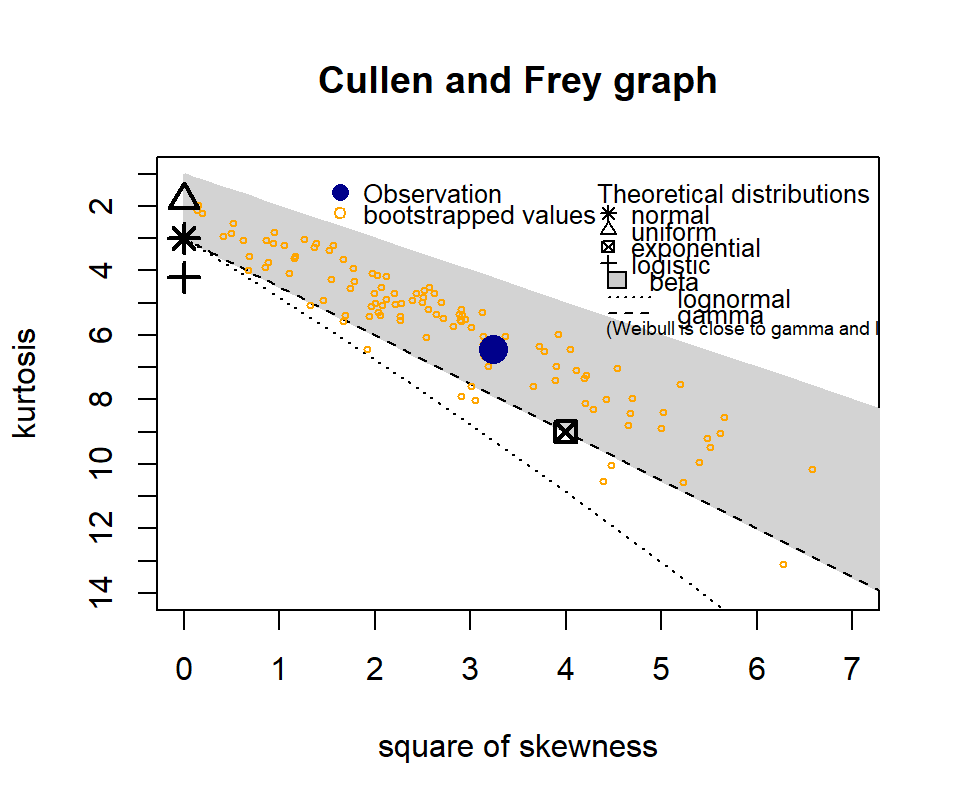 Cullen and Frey graph
Observation
bootstrapped values
Theoretical distributions
normal
uniform
exponential
logistic
beta
lognormal
gamma
(Weibull is close to gamma and l
kurtosis
2
4
6
8
10
12
14
0 1 2 3 4 5 6 7
square of skewness